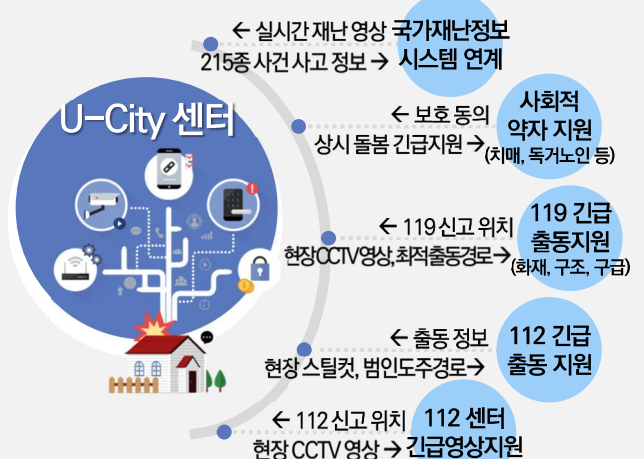 U-City 센터
← 실시간 재난 영상
215종 사건 사고 정보 →
국가재난정보
시스템 연계
← 보호 동의
상시 돌봄 긴급지원 →
사회적
약자 지원
(치매, 독거노인 등)
← 119 신고 위치
현장CCTV영상,최적출동경로→
119 긴급
출동지원
(화재, 구조, 구급)
← 출동 정보
현장 스틸컷, 범인도주경로→
112 긴급
출동 지원
← 112 신고 위치
현장 CCTV 영상 →
112 센터
긴급영상지원